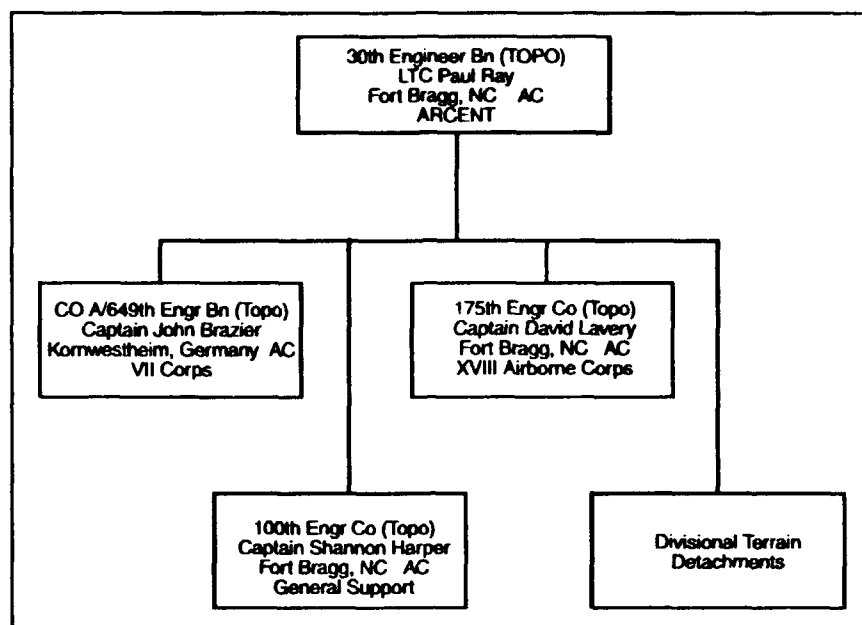 30th Engineer Bn (TOPO)
LTC Paul Ray
Fort Bragg, NC AC
ARCENT
CO A/649th Engr Bn (Topo)
Captain John Brazier
Kornwestheim, Germany AC
VII Corps
175th Engr Co (Topo)
Captain David Lavery
Fort Bragg, NC AC
XVIII Airborne Corps
100th Engr Co (Topo)
Captain Shannon Harper
Fort Bragg, NC AC
General Support
Divisional Terrain
Detachments